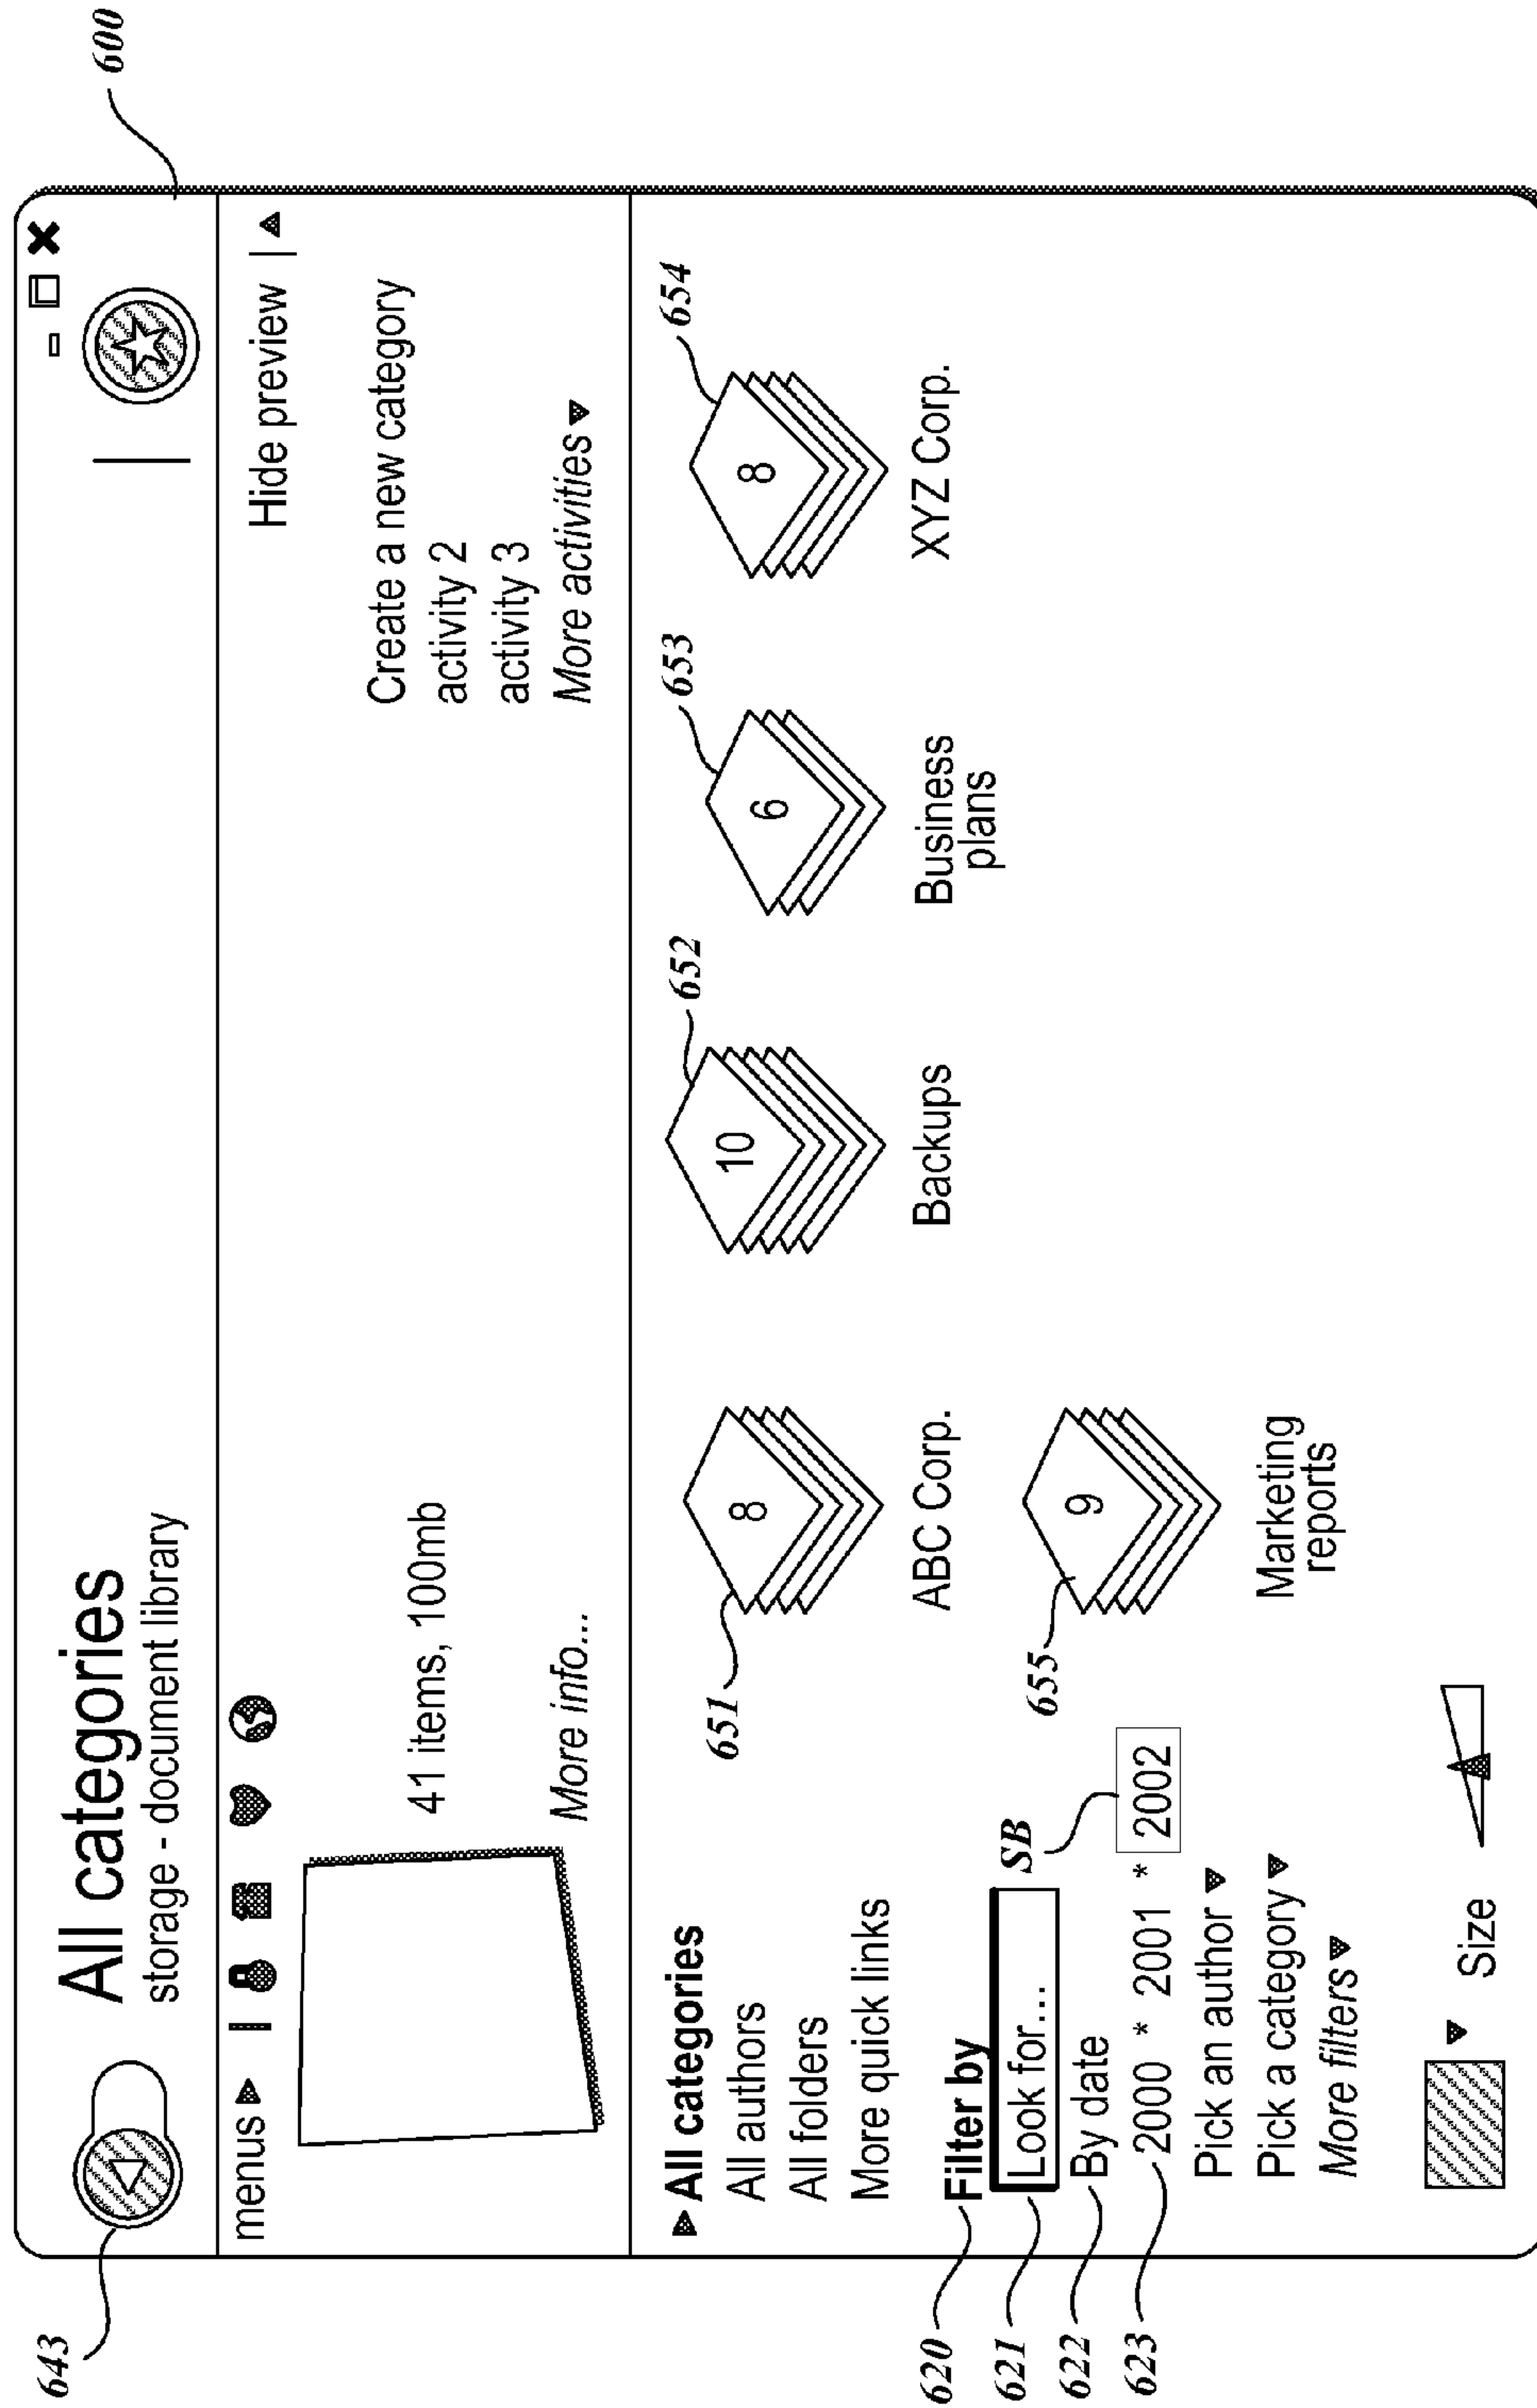 600
643
All categories
storage - document library
menus
Hide preview
41 items, 100mb
More info...
Create a new category
activity 2
activity 3
More activities
All categories
All authors
All folders
More quick links
620
Filter by
621
Look for...
622
By date
SB
623
2000 * 2001 * 2002
Pick an author
Pick a category
More filters
Size
651
8
ABC Corp.
652
10
Backups
653
6
Business
plans
654
8
XYZ Corp.
655
9
Marketing
reports